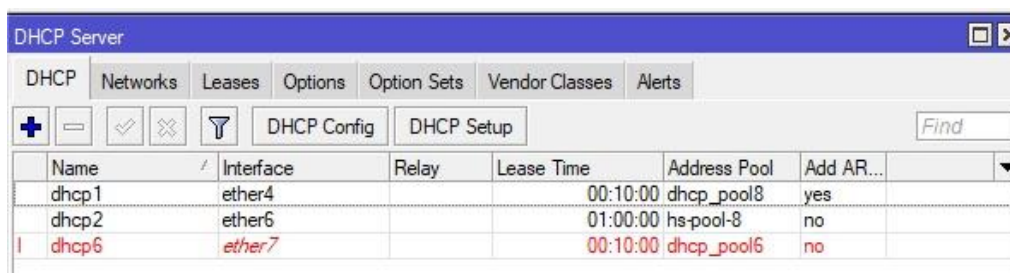 DHCP Server
DHCP Networks Leases Options Option Sets Vendor Classes Alerts
DHCP Config DHCP Setup Find
Name Interface Relay Lease Time Address Pool Add AR...
dhcp1 ether4 00:10:00 dhcp_pool8 yes
dhcp2 ether6 01:00:00 hs-pool-8 no
I dhcp6 ether7 00:10:00 dhcp_pool6 no